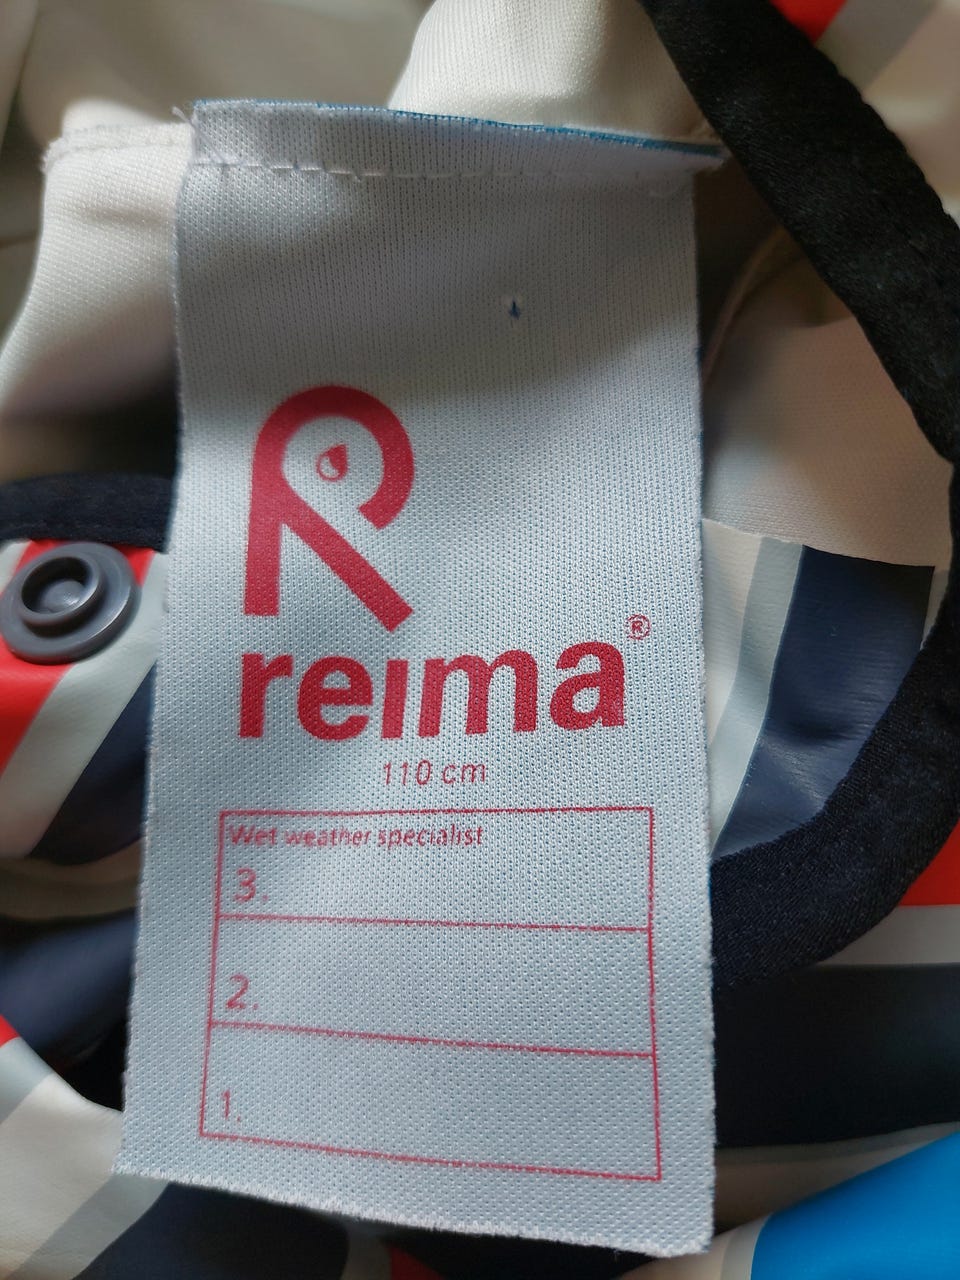 reima®
110 cm
Wet weather specialist
3.
2.
1.